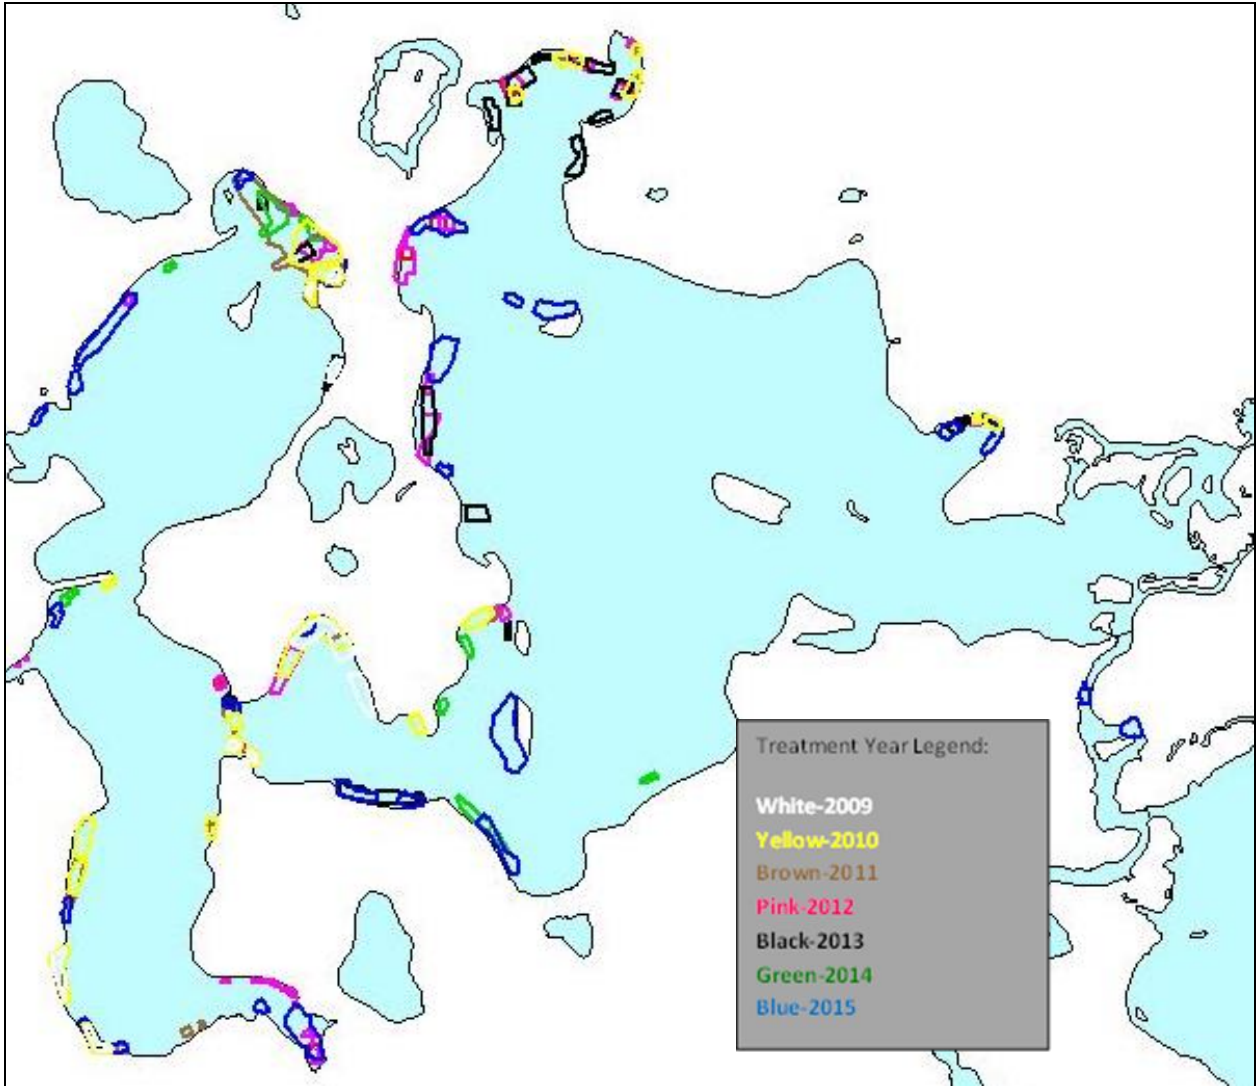 Treatment Year Legend:
White-2009
Yellow-2010
Brown-2011
Pink-2012
Black-2013
Green-2014
Blue-2015